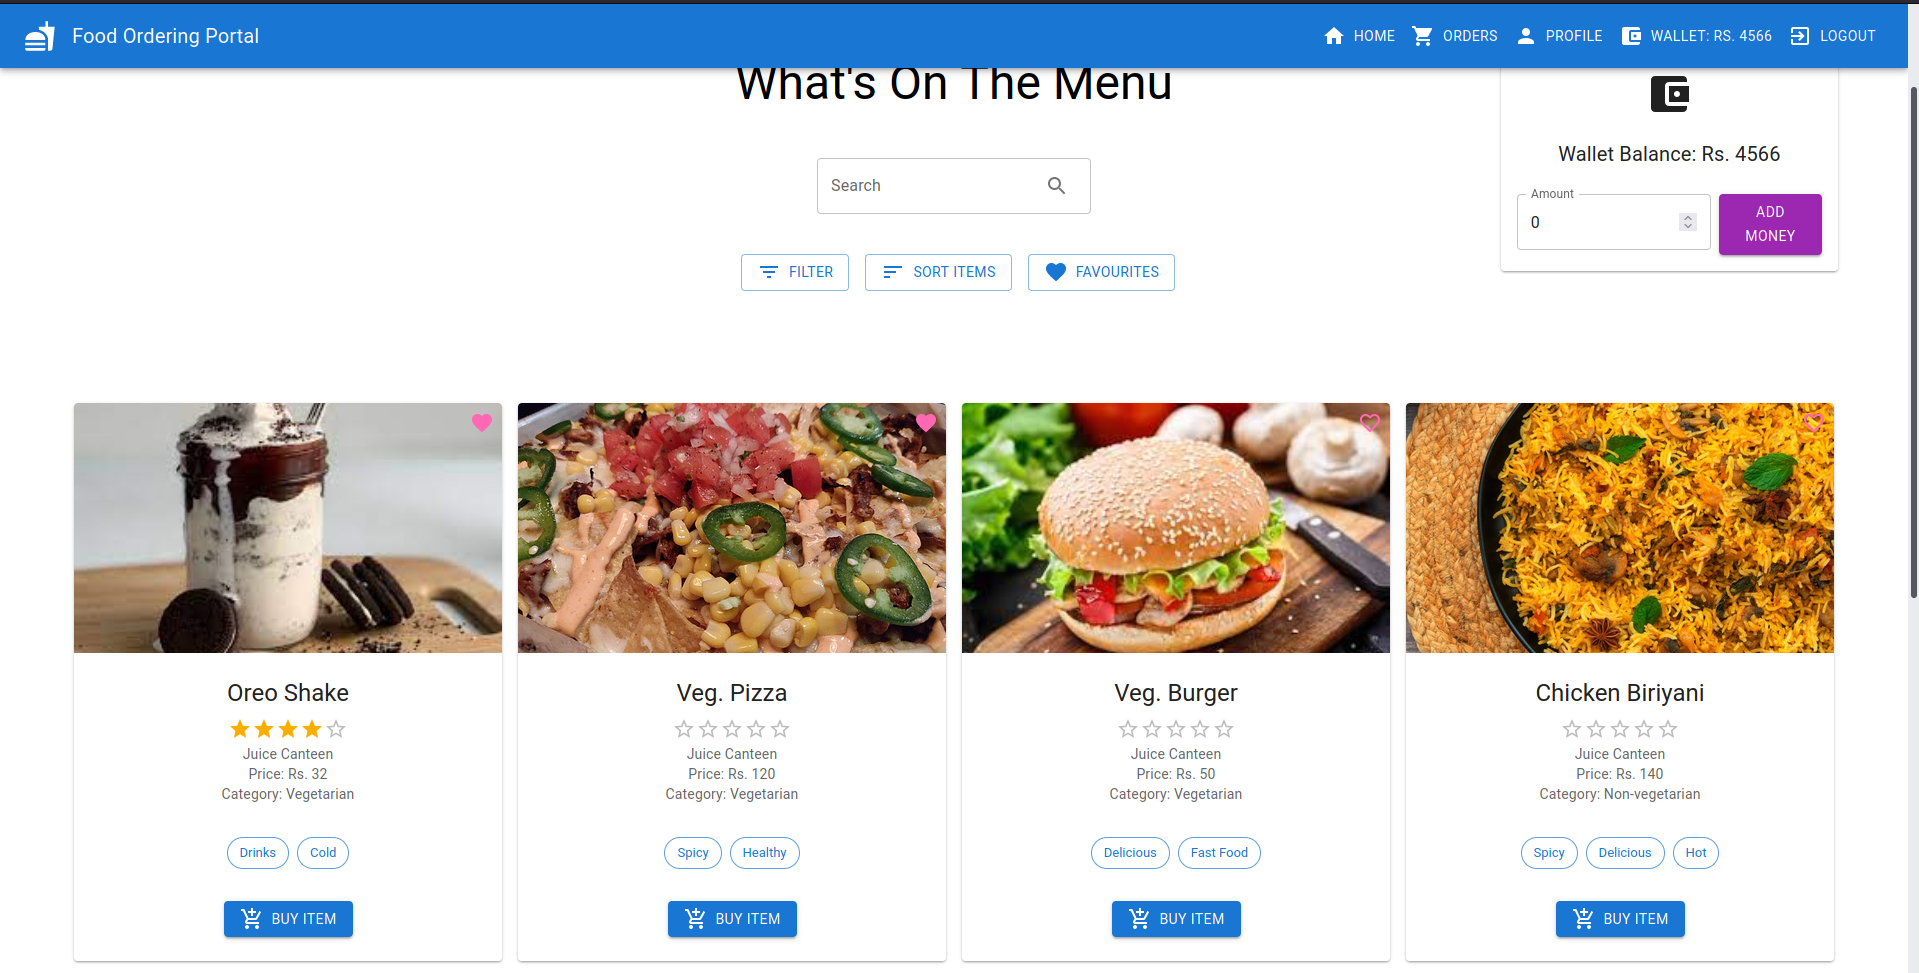 Food Ordering Portal
HOME
ORDERS
PROFILE
WALLET: RS. 4566
LOGOUT
What's On The Menu
Search
FILTER
SORT ITEMS
FAVOURITES
Wallet Balance: Rs. 4566
Amount
0
ADD
MONEY
Oreo Shake
Juice Canteen
Price: Rs. 32
Category: Vegetarian
Drinks
Cold
BUY ITEM
Veg. Pizza
Juice Canteen
Price: Rs. 120
Category: Vegetarian
Spicy
Healthy
BUY ITEM
Veg. Burger
Juice Canteen
Price: Rs. 50
Category: Vegetarian
Delicious
Fast Food
BUY ITEM
Chicken Biriyani
Juice Canteen
Price: Rs. 140
Category: Non-vegetarian
Spicy
Delicious
Hot
BUY ITEM